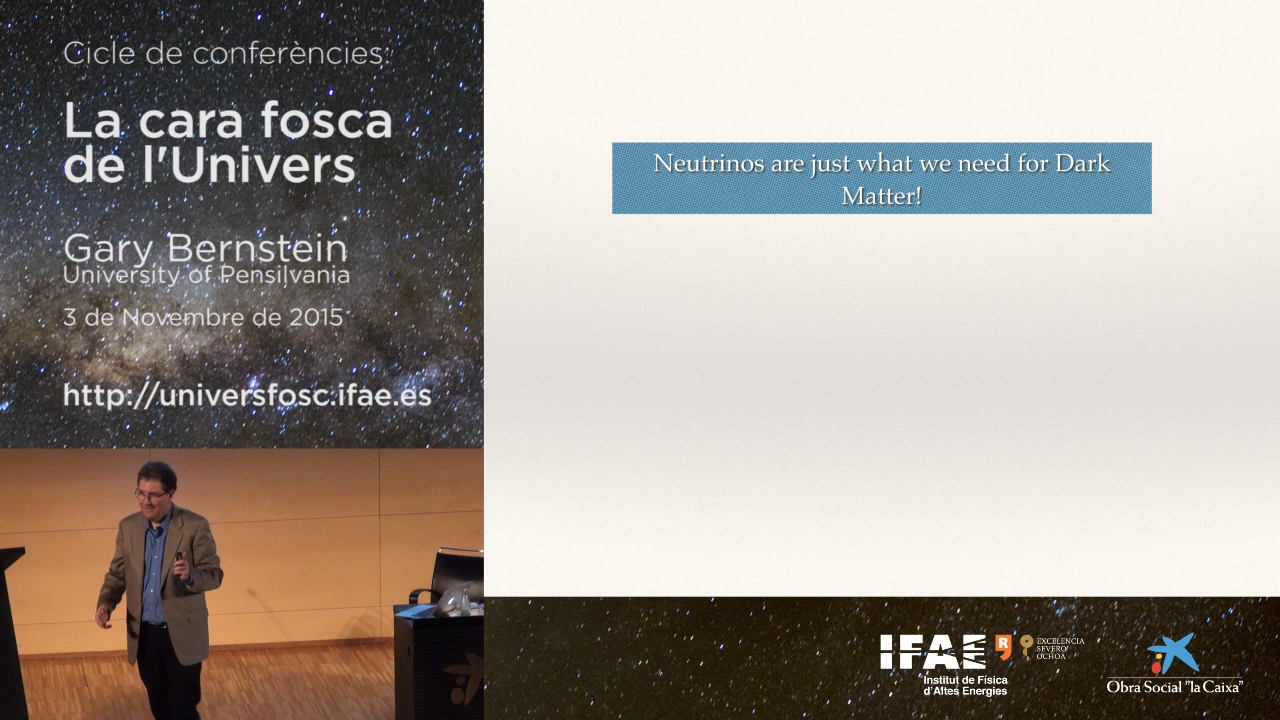 Cicle de conferències:
La cara fosca
de l'Univers
Gary Bernstein
University of Pensilvania
3 de Novembre de 2015
http://universfosc.ifae.es
Neutrinos are just what we need for Dark
Matter!
IFAE
Institut de Física
d'Altes Energies
EXCELENCIA
SEVERO
OCHOA
Obra Social "la Caixa"